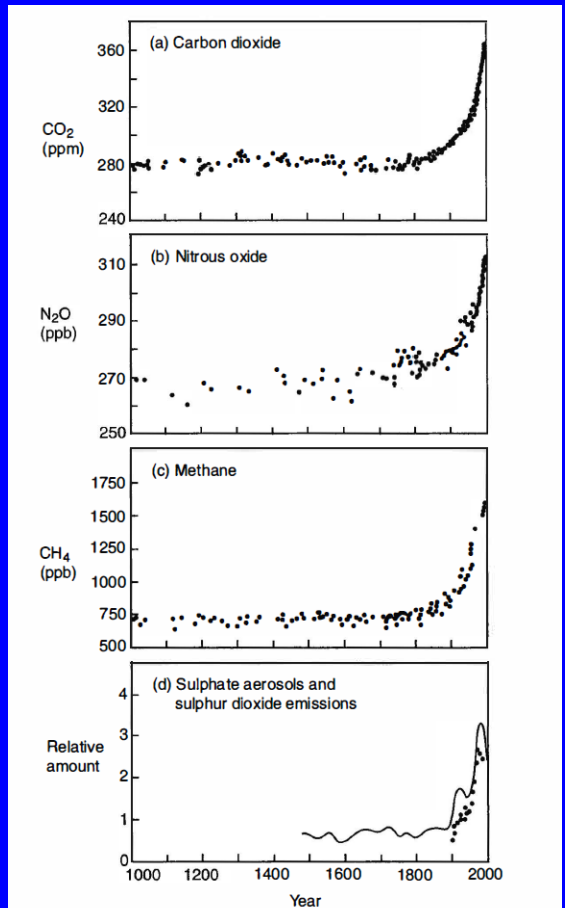 (a) Carbon dioxide
360
320
CO₂
(ppm)
280
240
(b) Nitrous oxide
310
N₂O
(ppb)
290
270
250
(c) Methane
1750
1500
CH₄
(ppb)
1250
1000
750
500
(d) Sulphate aerosols and
sulphur dioxide emissions
4
Relative
amount
3
2
1
0
1000 1200 1400 1600 1800 2000
Year